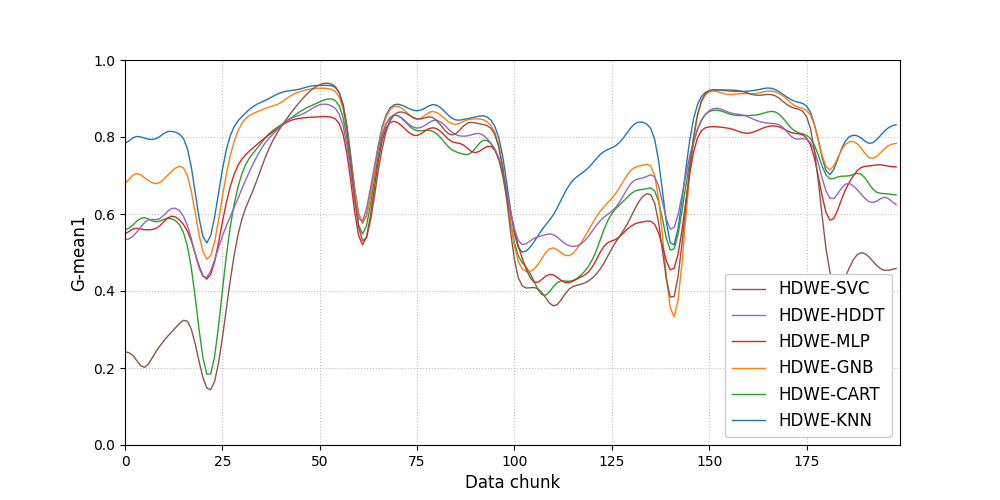 1.0
0.8
0.6
0.4
0.2
0.0
G-mean1
0 25 50 75 100 125 150 175
Data chunk
HDWE-SVC
HDWE-HDDT
HDWE-MLP
HDWE-GNB
HDWE-CART
HDWE-KNN